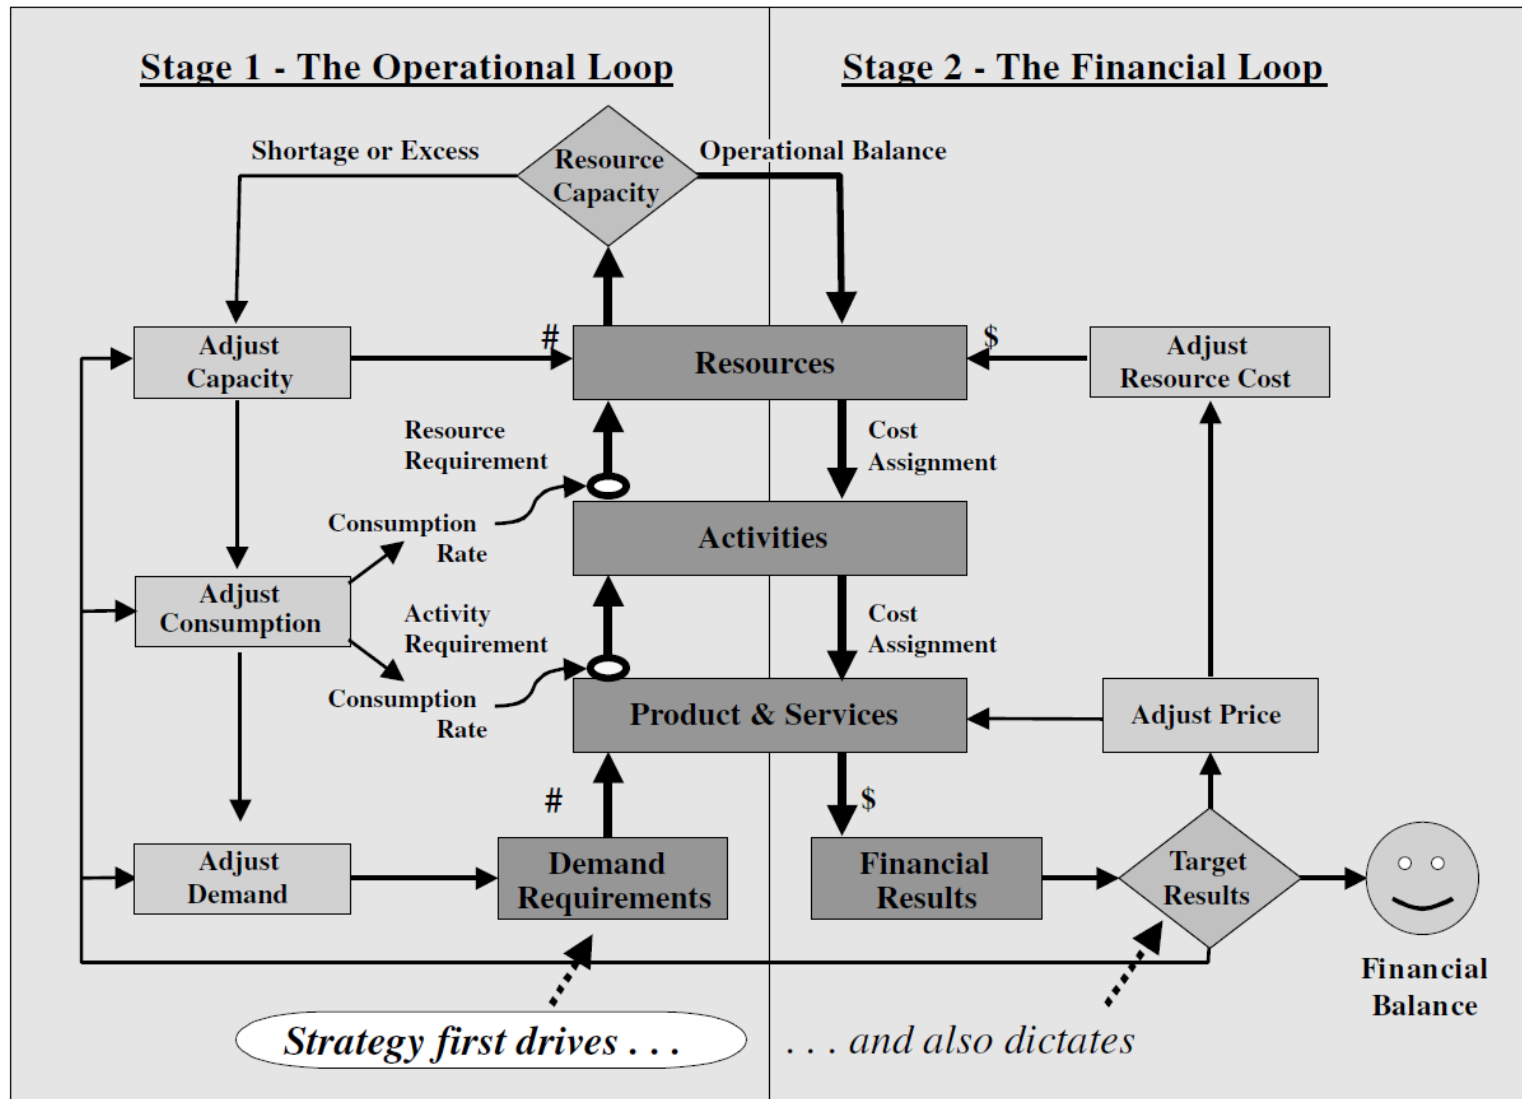 Stage 1 - The Operational Loop
Stage 2 - The Financial Loop
Shortage or Excess
Resource
Capacity
Operational Balance
Adjust
Capacity
#
Resources
$
Adjust
Resource Cost
Resource
Requirement
Cost
Assignment
Consumption
Rate
Activities
Adjust
Consumption
Activity
Requirement
Cost
Assignment
Consumption
Rate
Product & Services
Adjust Price
#
$
Adjust
Demand
Demand
Requirements
Financial
Results
Target
Results
Financial
Balance
Strategy first drives . . .
. . . and also dictates